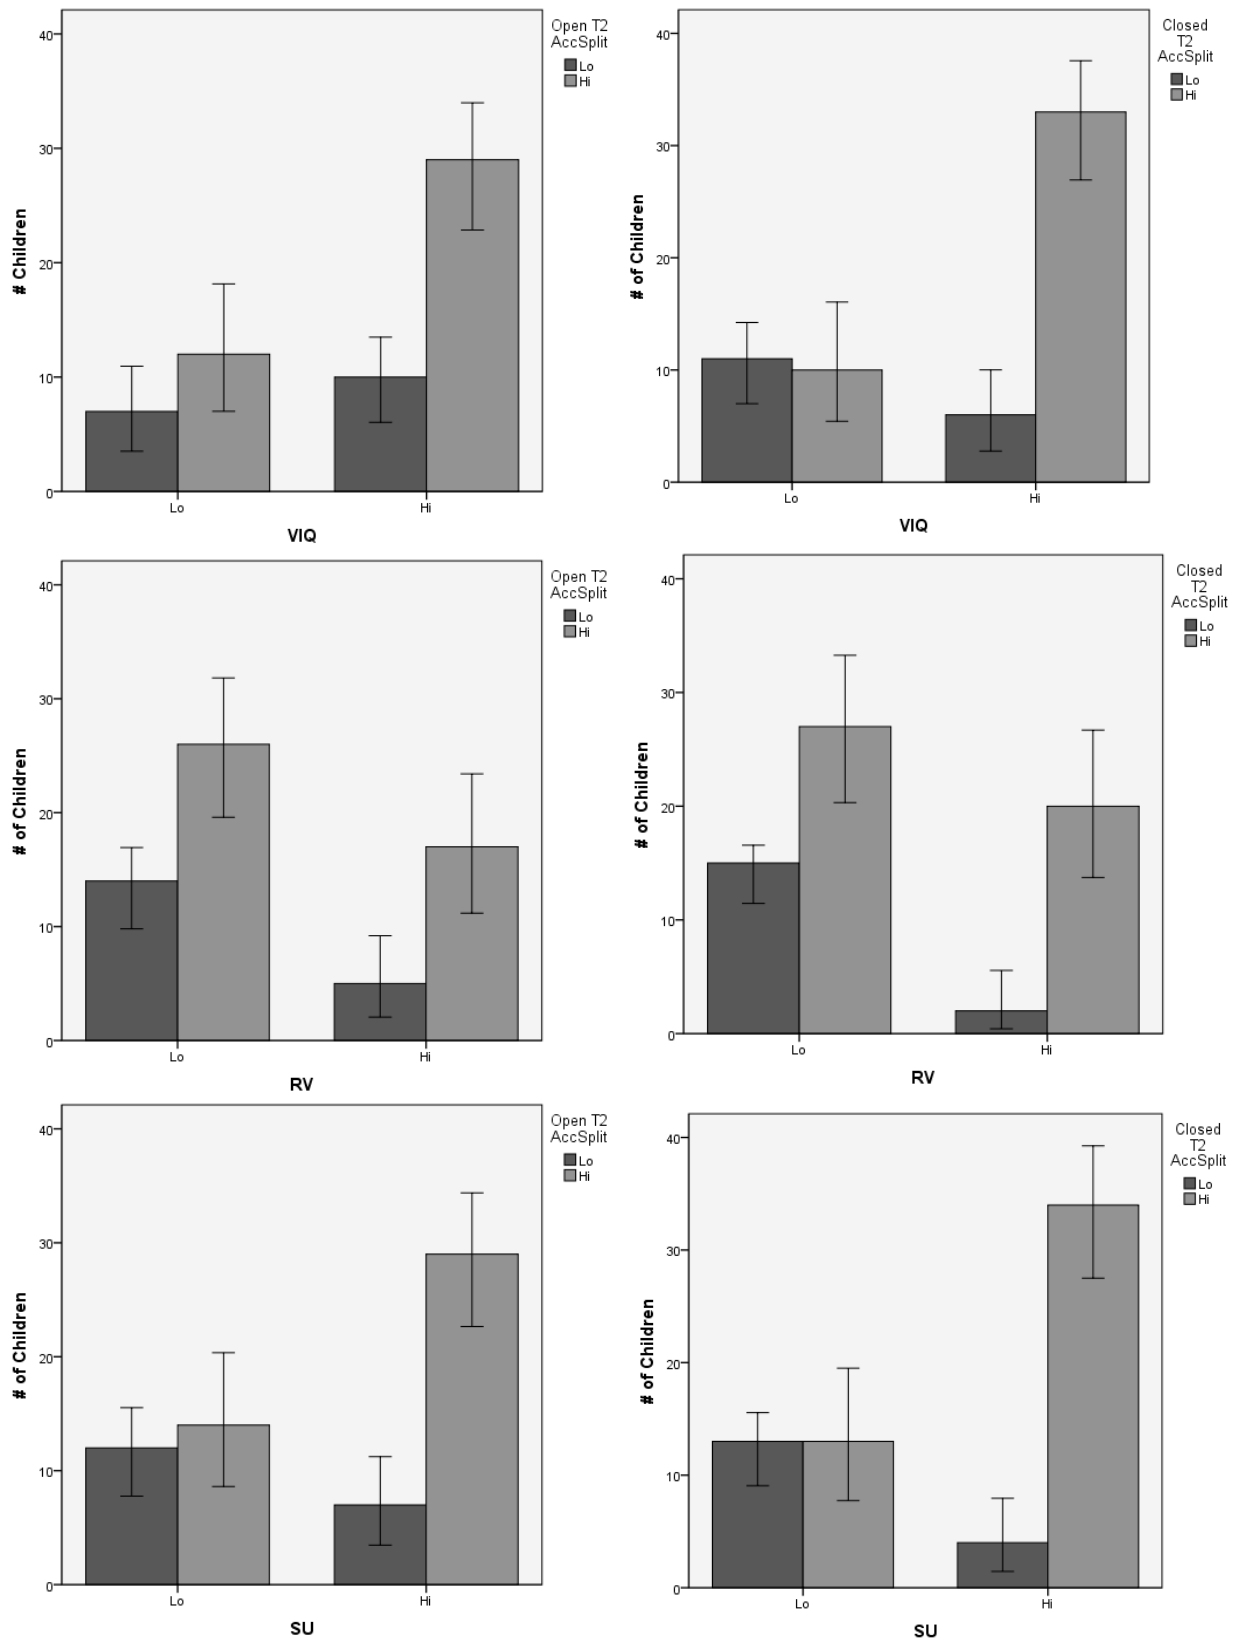 Open T2
AccSplit
Lo
Hi
# Children
40
30
20
10
0
Lo
Hi
VIQ
Closed
T2
AccSplit
Lo
Hi
# of Children
40
30
20
10
0
Lo
Hi
VIQ
Open T2
AccSplit
Lo
Hi
# of Children
40
30
20
10
0
Lo
Hi
RV
Closed
T2
AccSplit
Lo
Hi
# of Children
40
30
20
10
0
Lo
Hi
RV
Open T2
AccSplit
Lo
Hi
# of Children
40
30
20
10
0
Lo
Hi
SU
Closed
T2
AccSplit
Lo
Hi
# of Children
40
30
20
10
0
Lo
Hi
SU